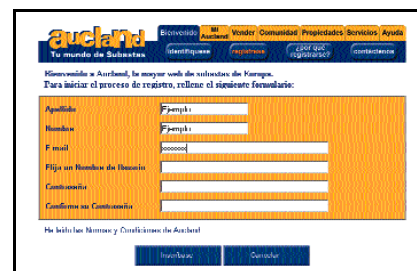 aucland
Tu mundo de Subastas
Bienvenido
Mi Aucland
Vender
Comunidad
Propiedades
Servicios
Ayuda
identifíquese
regístrese
¿por qué registrarse?
contáctenos
Bienvenido a Aucland, la mayor web de subastas de Europa.
Para iniciar el proceso de registro, rellene el siguiente formulario:
Apellido
Ejemplo
Nombre
Ejemplo
E mail
xxxxxxxx
Elija un Nombre de Usuario
Contraseña
Confirme su Contraseña
He leído las Normas y Condiciones de Aucland
Inscríbase
Cancelar